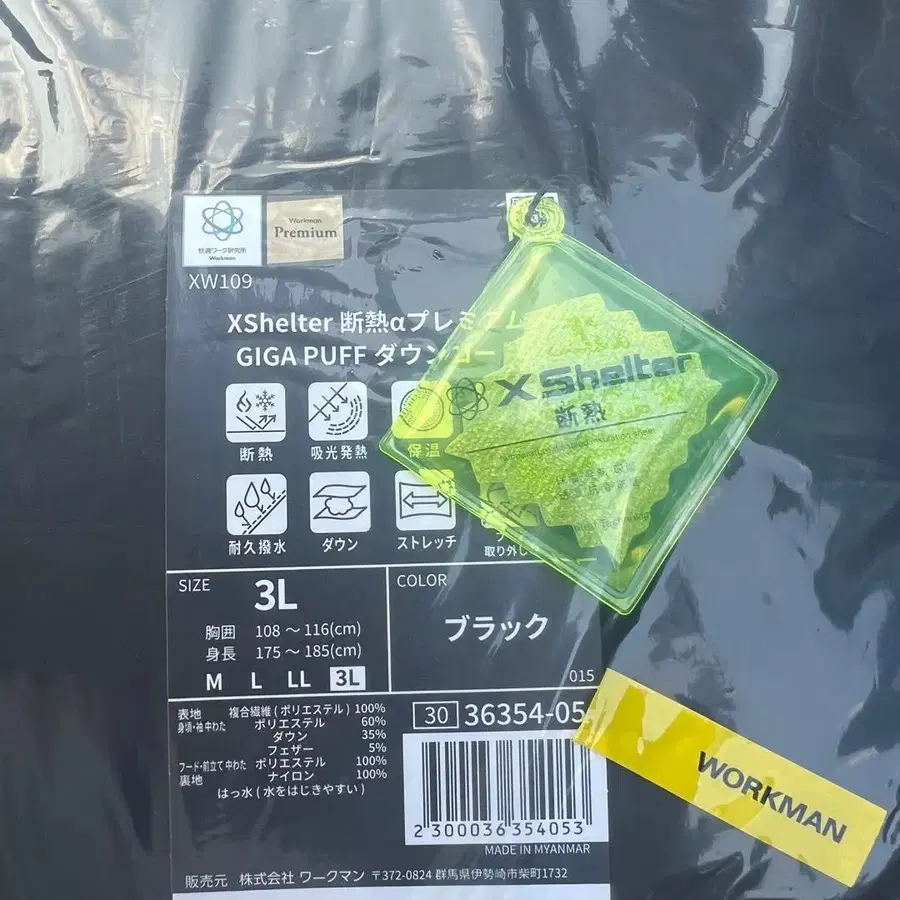 快適ワーク研究所
Workman
Workman
Premium
XW109
XShelter 断熱αプレミアム
GIGA PUFF ダウンコー
断熱
吸光発熱
保温
耐久撥水
ダウン
ストレッチ
取り外し
X Shelter
断熱
SIZE
3L
胸囲 108 〜 116(cm)
身長 175 〜 185(cm)
M L LL 3L
COLOR
ブラック
015
表地 複合繊維 ( ポリエステル ) 100%
身頃・袖 中わた ポリエステル 60%
ダウン 35%
フェザー 5%
フード・前立て 中わた ポリエステル 100%
裏地 ナイロン 100%
はっ水 ( 水をはじきやすい )
30 36354-05
2 300036 354053
MADE IN MYANMAR
WORKMAN
販売元 株式会社 ワークマン 〒372-0824 群馬県伊勢崎市柴町1732